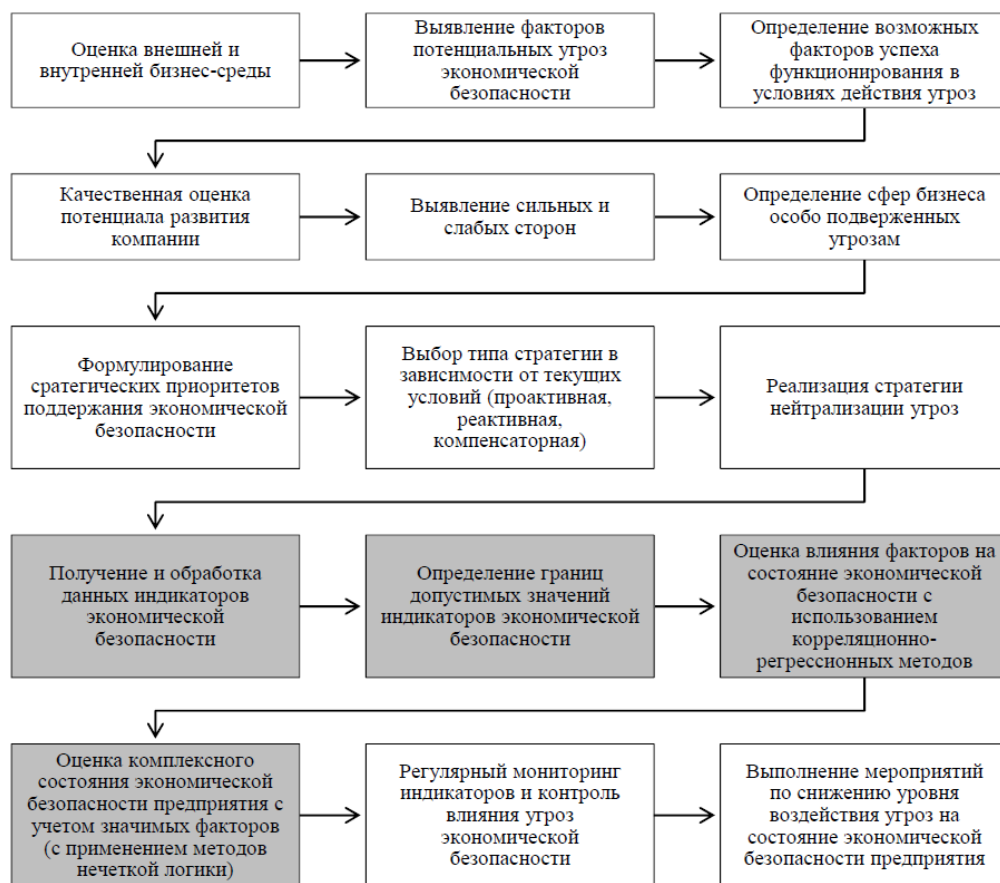 Оценка внешней и
внутренней бизнес-среды
Выявление факторов
потенциальных угроз
экономической
безопасности
Определение возможных
факторов успеха
функционирования в
условиях действия угроз
Качественная оценка
потенциала развития
компании
Выявление сильных и
слабых сторон
Определение сфер бизнеса
особо подверженных
угрозам
Формулирование
сратегических приоритетов
поддержания экономической
безопасности
Выбор типа стратегии в
зависимости от текущих
условий (проактивная,
реактивная,
компенсаторная)
Реализация стратегии
нейтрализации угроз
Получение и обработка
данных индикаторов
экономической
безопасности
Определение границ
допустимых значений
индикаторов экономической
безопасности
Оценка влияния факторов на
состояние экономической
безопасности с
использованием
корреляционно-
регрессионных методов
Оценка комплексного
состояния экономической
безопасности предприятия с
учетом значимых факторов
(с применением методов
нечеткой логики)
Регулярный мониторинг
индикаторов и контроль
влияния угроз
экономической
безопасности
Выполнение мероприятий
по снижению уровня
воздействия угроз на
состояние экономической
безопасности предприятия